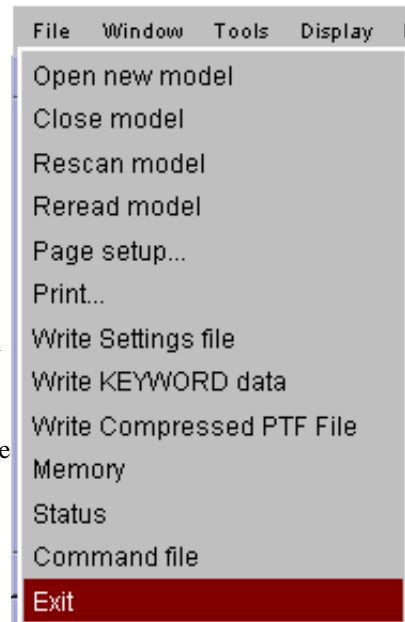 File Window Tools Display
Open new model
Close model
Rescan model
Reread model
Page setup...
Print...
Write Settings file
Write KEYWORD data
Write Compressed PTF File
Memory
Status
Command file
Exit